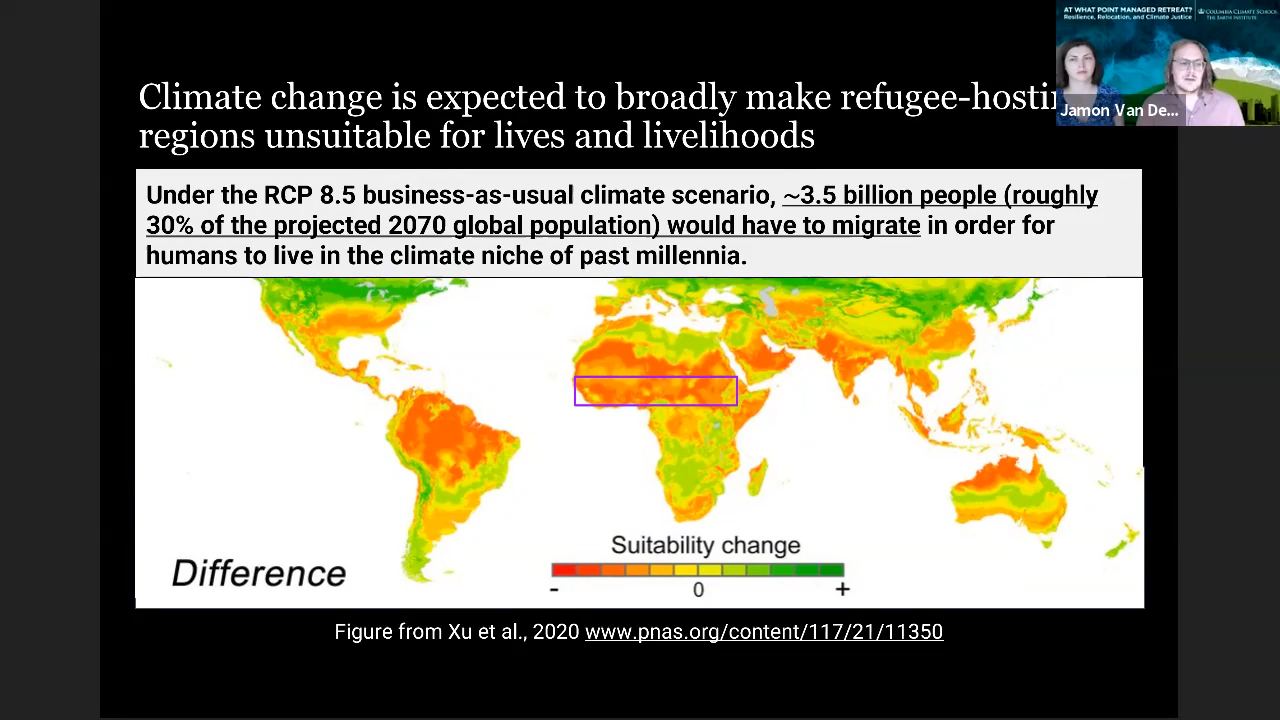 AT WHAT POINT MANAGED RETREAT?
Resilience, Relocation, and Climate Justice
COLUMBIA CLIMATE SCHOOL
THE EARTH INSTITUTE
Jamon Van De...
Climate change is expected to broadly make refugee-hostin
regions unsuitable for lives and livelihoods
Under the RCP 8.5 business-as-usual climate scenario, ~3.5 billion people (roughly
30% of the projected 2070 global population) would have to migrate in order for
humans to live in the climate niche of past millennia.
Suitability change
- 0 +
Difference
Figure from Xu et al., 2020 www.pnas.org/content/117/21/11350